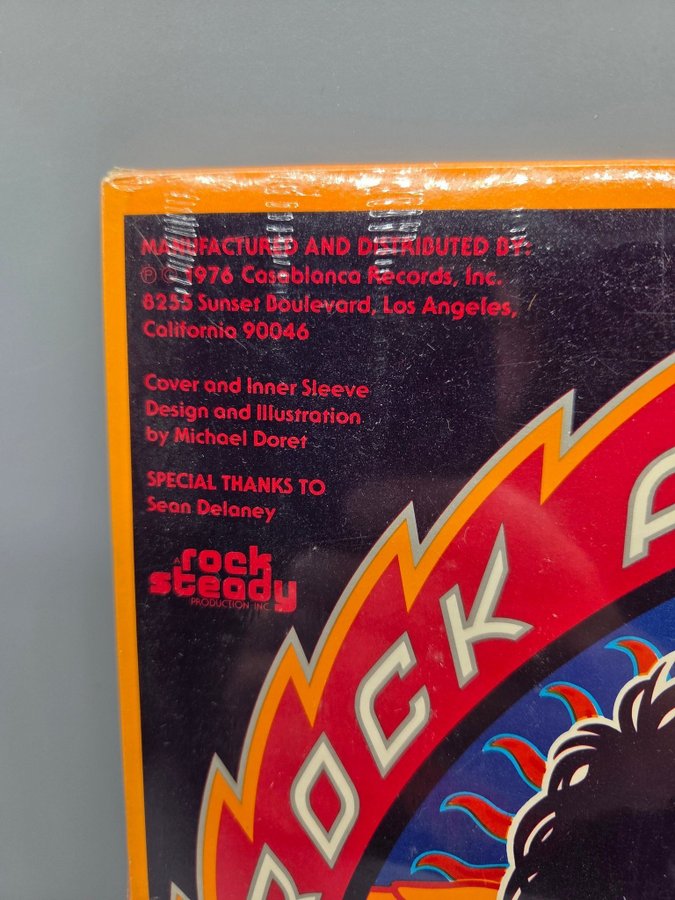 MANUFACTURED AND DISTRIBUTED BY:
℗ © 1976 Casablanca Records, Inc.
8255 Sunset Boulevard, Los Angeles,
California 90046
Cover and Inner Sleeve
Design and Illustration
by Michael Doret
SPECIAL THANKS TO
Sean Delaney
A rock
steady
PRODUCTION INC
ROCK A